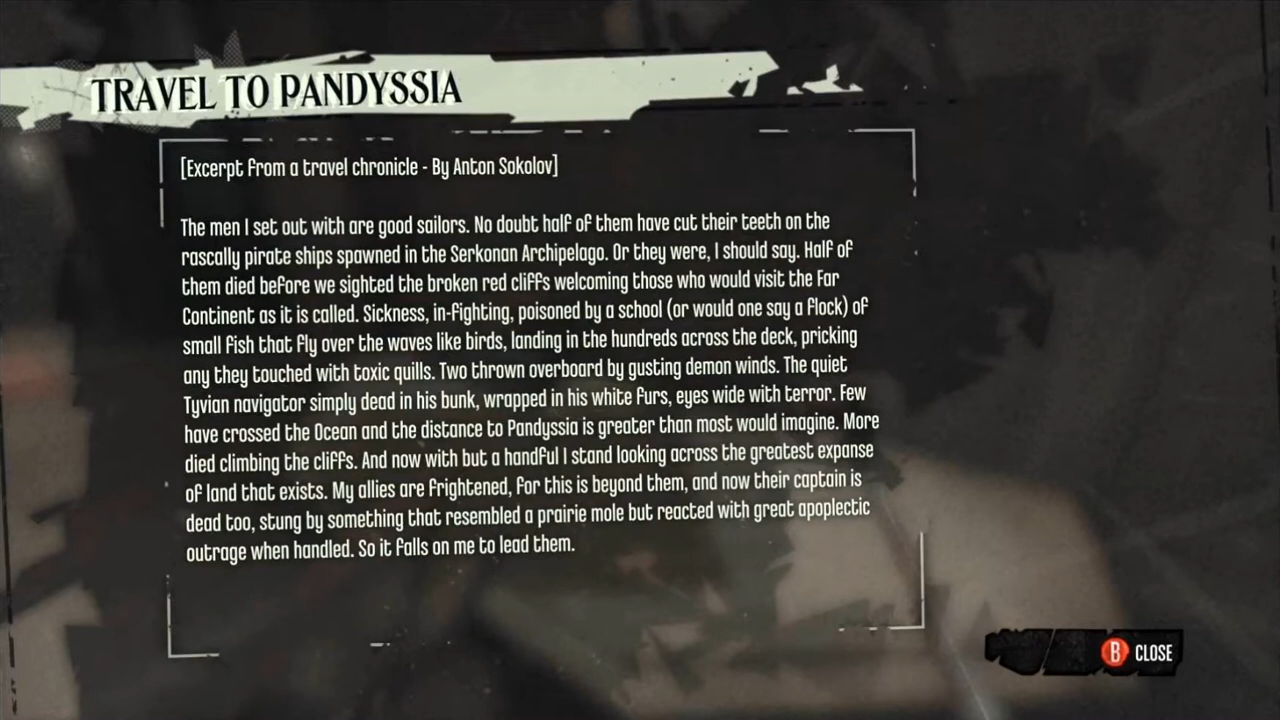 TRAVEL TO PANDYSSIA
[Excerpt from a travel chronicle - By Anton Sokolov]
The men I set out with are good sailors. No doubt half of them have cut their teeth on the
rascally pirate ships spawned in the Serkonan Archipelago. Or they were, I should say. Half of
them died before we sighted the broken red cliffs welcoming those who would visit the Far
Continent as it is called. Sickness, in-fighting, poisoned by a school (or would one say a flock) of
small fish that fly over the waves like birds, landing in the hundreds across the deck, pricking
any they touched with toxic quills. Two thrown overboard by gusting demon winds. The quiet
Tyvian navigator simply dead in his bunk, wrapped in his white furs, eyes wide with terror. Few
have crossed the Ocean and the distance to Pandyssia is greater than most would imagine. More
died climbing the cliffs. And now with but a handful I stand looking across the greatest expanse
of land that exists. My allies are frightened, for this is beyond them, and now their captain is
dead too, stung by something that resembled a prairie mole but reacted with great apoplectic
outrage when handled. So it falls on me to lead them.
B CLOSE